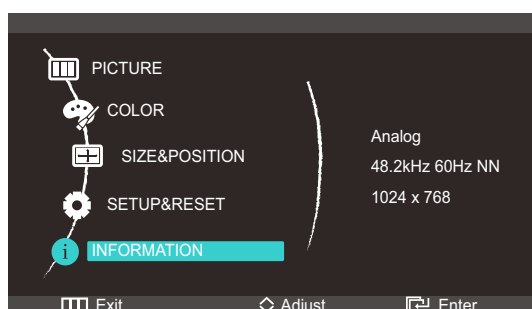 PICTURE
COLOR
SIZE&POSITION
SETUP&RESET
INFORMATION
Analog
48.2kHz 60Hz NN
1024 x 768
Exit
Adjust
Enter